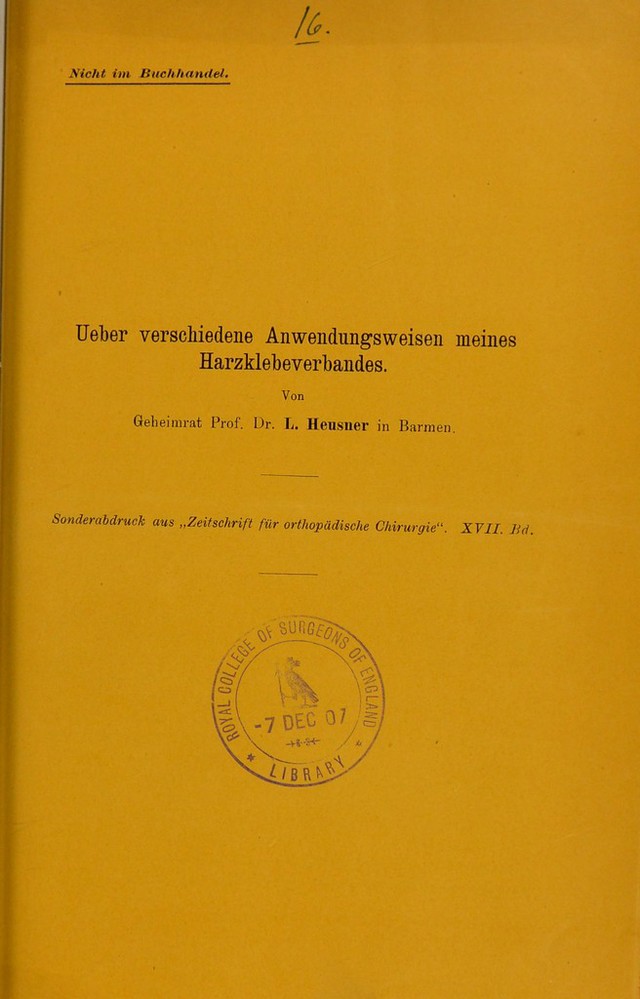 16.
Nicht im Buchhandel.
Ueber verschiedene Anwendungsweisen meines
Harzklebeverbandes.
Von
Geheimrat Prof. Dr. L. Heusner in Barmen.
Sonderabdruck aus „Zeitschrift für orthopädische Chirurgie“. XVII. Bd.
ROYAL COLLEGE OF SURGEONS OF ENGLAND
-7 DEC 07
* LIBRARY *